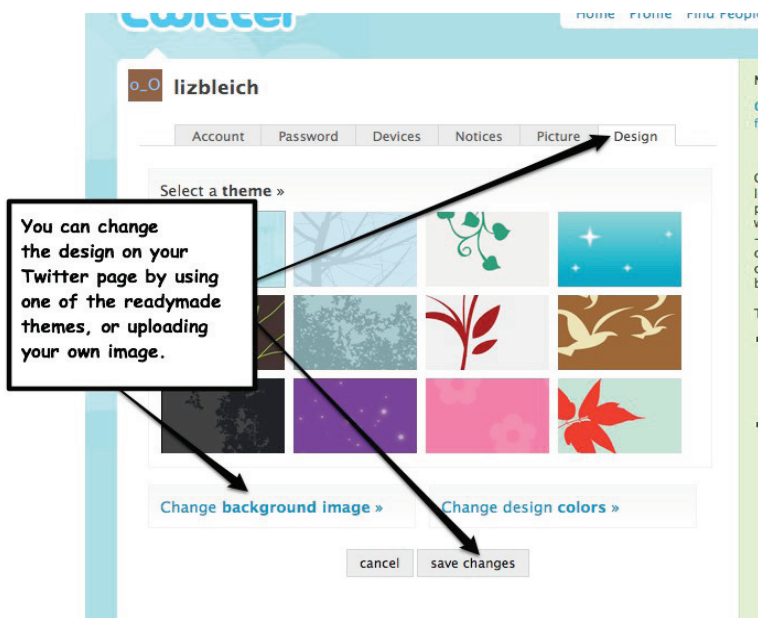 twitter
Home Profile Find People
o_O lizbleich
Account Password Devices Notices Picture Design
Select a theme »
You can change
the design on your
Twitter page by using
one of the readymade
themes, or uploading
your own image.
Change background image »
Change design colors »
cancel save changes